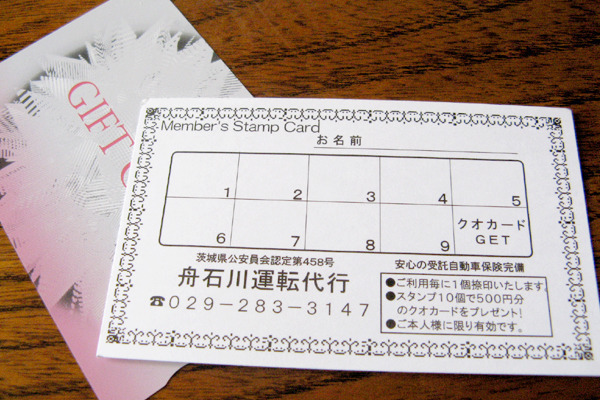 GIFT
Member's Stamp Card
お名前
1 2 3 4 5
6 7 8 9 クオカード
GET
茨城県公安員会認定第458号
舟石川運転代行
☎029-283-3147
安心の受託自動車保険完備
●ご利用毎に1個捺印いたします.
●スタンプ10個で500円分
のクオカードをプレゼント!
●ご本人様に限り有効です。